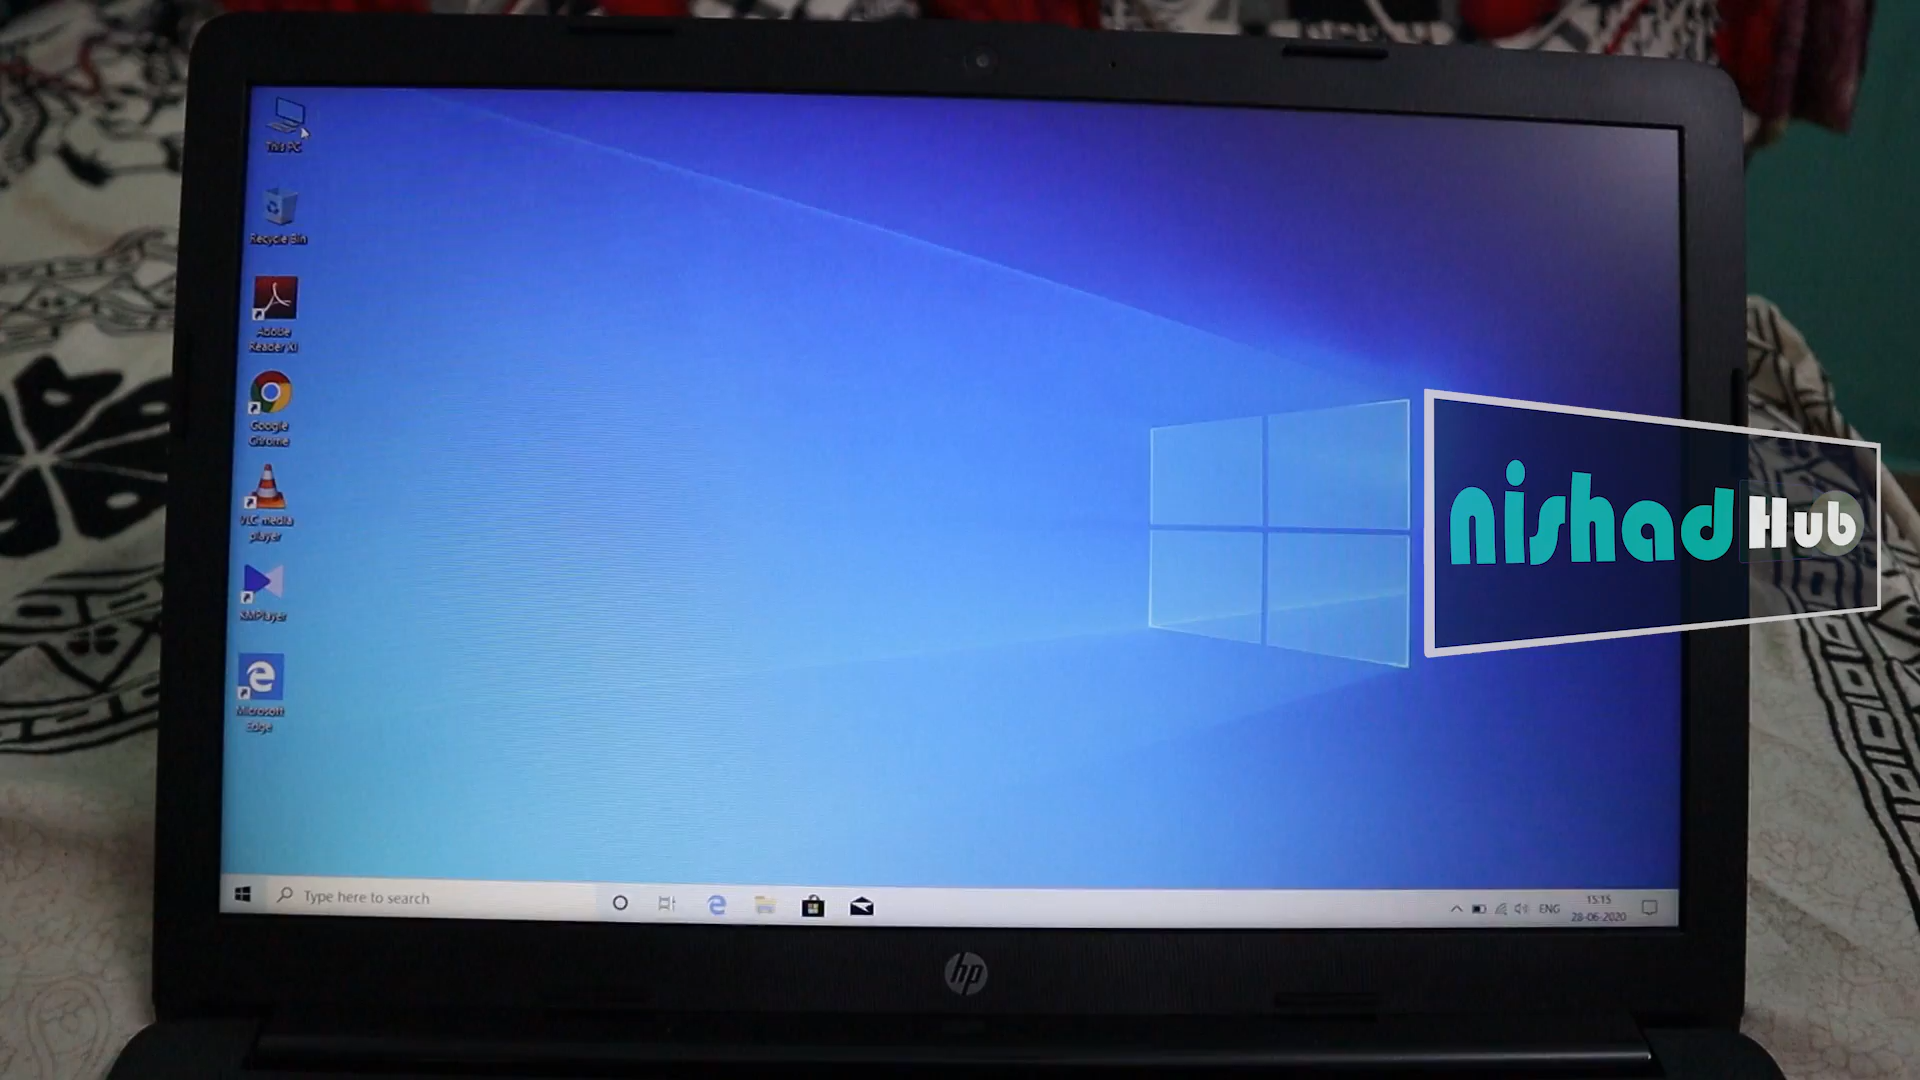 This PC
Recycle Bin
Adobe
Reader XI
Google
Chrome
VLC media
player
KMPlayer
Microsoft
Edge
nishad Hub
Type here to search
ENG
15:15
28-06-2020
hp